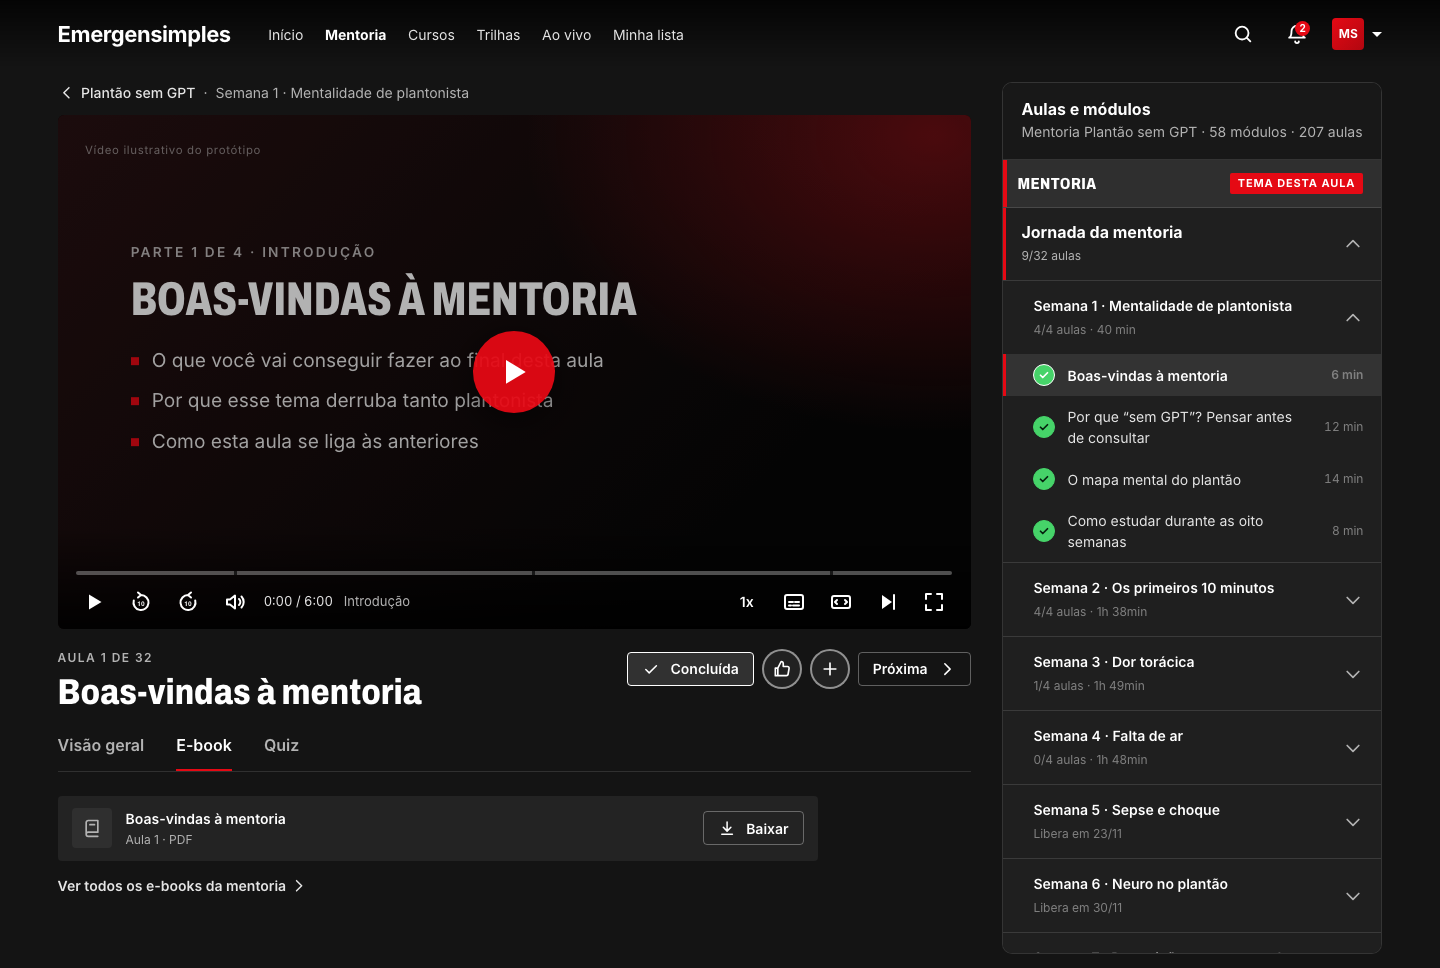 Emergensimples
Início Mentoria Cursos Trilhas Ao vivo Minha lista
2
MS
Plantão sem GPT · Semana 1 · Mentalidade de plantonista
Vídeo ilustrativo do protótipo
PARTE 1 DE 4 · INTRODUÇÃO
BOAS-VINDAS À MENTORIA
O que você vai conseguir fazer ao final desta aula
Por que esse tema derruba tanto plantonista
Como esta aula se liga às anteriores
10 10 0:00 / 6:00 Introdução 1x
AULA 1 DE 32
Boas-vindas à mentoria
Concluída Próxima
Visão geral E-book Quiz
Boas-vindas à mentoria
Aula 1 · PDF
Baixar
Ver todos os e-books da mentoria
Aulas e módulos
Mentoria Plantão sem GPT · 58 módulos · 207 aulas
MENTORIA TEMA DESTA AULA
Jornada da mentoria
9/32 aulas
Semana 1 · Mentalidade de plantonista
4/4 aulas · 40 min
Boas-vindas à mentoria 6 min
Por que “sem GPT”? Pensar antes
de consultar
12 min
O mapa mental do plantão 14 min
Como estudar durante as oito
semanas
8 min
Semana 2 · Os primeiros 10 minutos
4/4 aulas · 1h 38min
Semana 3 · Dor torácica
1/4 aulas · 1h 49min
Semana 4 · Falta de ar
0/4 aulas · 1h 48min
Semana 5 · Sepse e choque
Libera em 23/11
Semana 6 · Neuro no plantão
Libera em 30/11